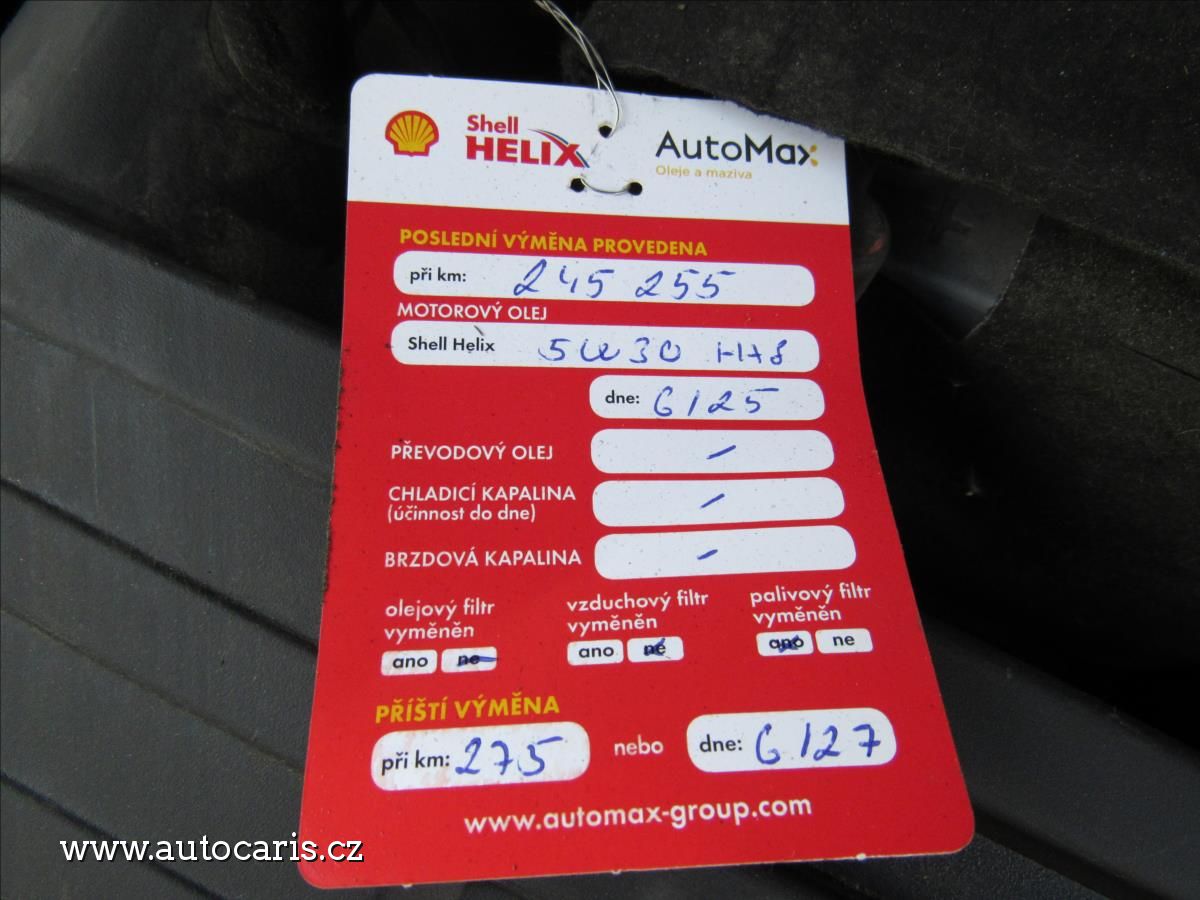 Shell HELIX AutoMax
Oleje a maziva
POSLEDNÍ VÝMĚNA PROVEDENA
při km: 245 255
MOTOROVÝ OLEJ
Shell Helix 5W30 HX8
dne: 6/25
PŘEVODOVÝ OLEJ -
CHLADICÍ KAPALINA -
(účinnost do dne)
BRZDOVÁ KAPALINA -
olejový filtr vzduchový filtr palivový filtr
vyměněn vyměněn vyměněn
ano ne ano ne ano ne
PŘÍŠTÍ VÝMĚNA
při km: 275 nebo dne: 6/27
www.automax-group.com
www.autocaris.cz